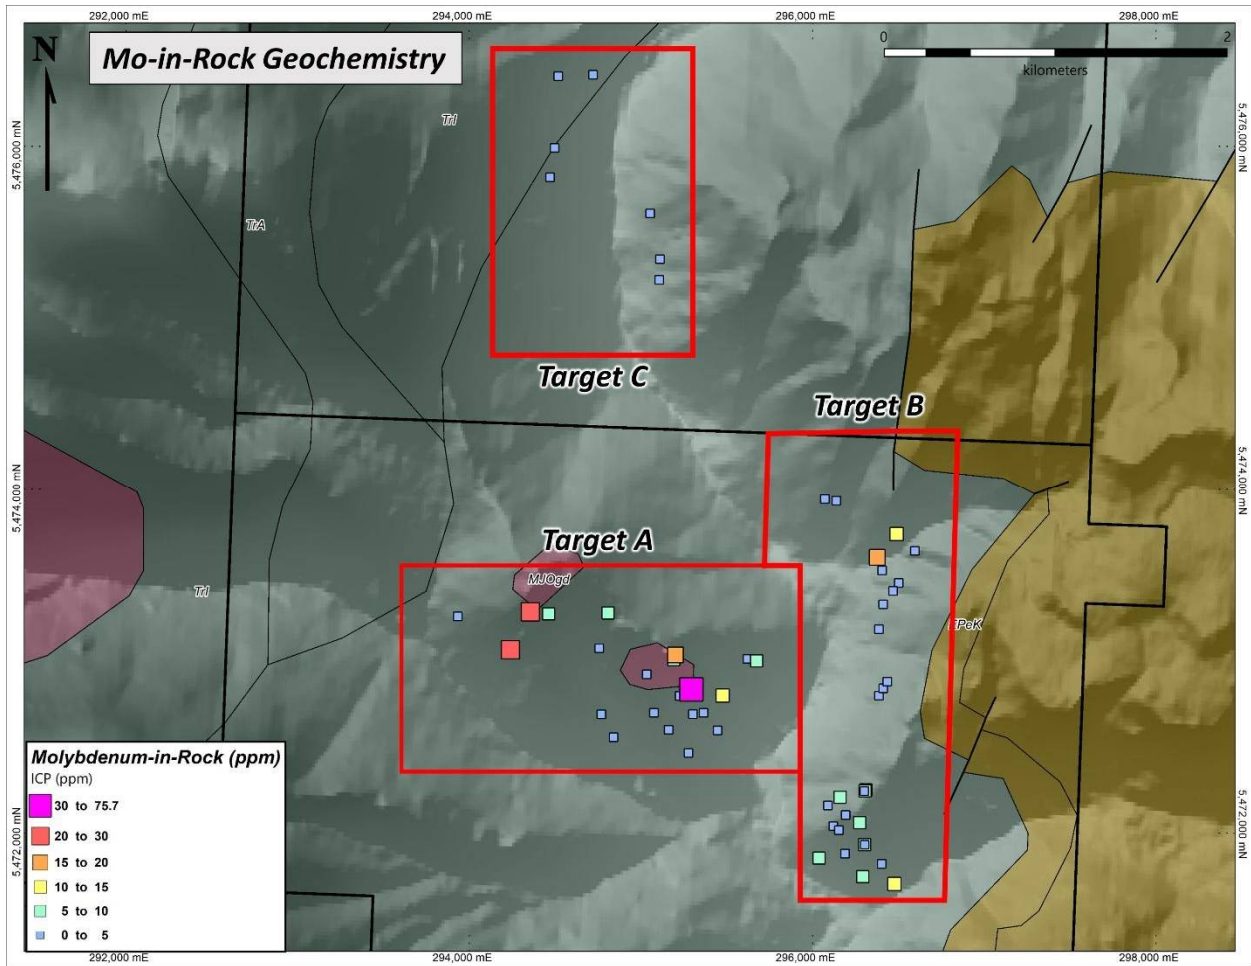 292,000 mE
294,000 mE
296,000 mE
298,000 mE
N
Mo-in-Rock Geochemistry
0
2
kilometers
5,476,000 mN
5,476,000 mN
TrI
TrA
Target C
Target B
5,474,000 mN
5,474,000 mN
Target A
MJOgd
TrI
Molybdenum-in-Rock (ppm)
ICP (ppm)
30 to 75.7
20 to 30
15 to 20
10 to 15
5 to 10
0 to 5
5,472,000 mN
5,472,000 mN
292,000 mE
294,000 mE
296,000 mE
298,000 mE